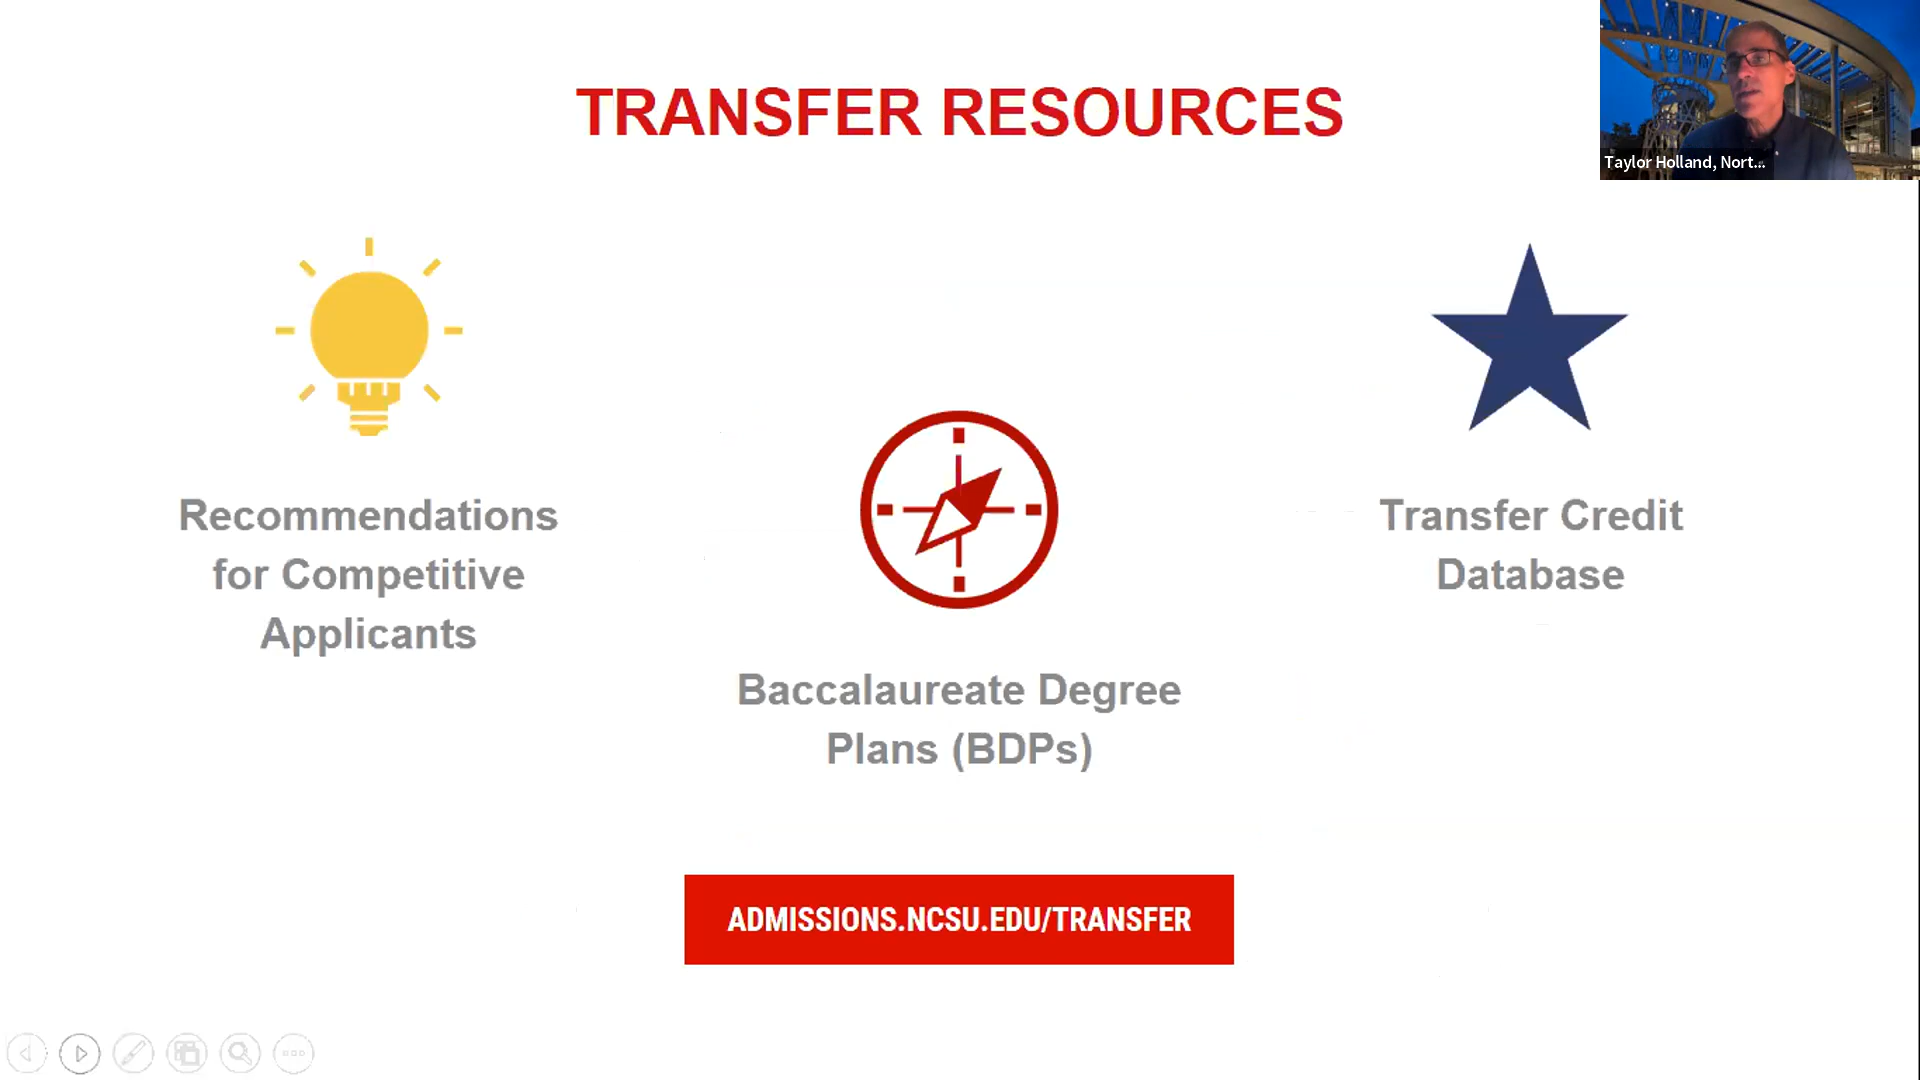 TRANSFER RESOURCES
Taylor Holland, Nort...
Recommendations
for Competitive
Applicants
Baccalaureate Degree
Plans (BDPs)
Transfer Credit
Database
ADMISSIONS.NCSU.EDU/TRANSFER